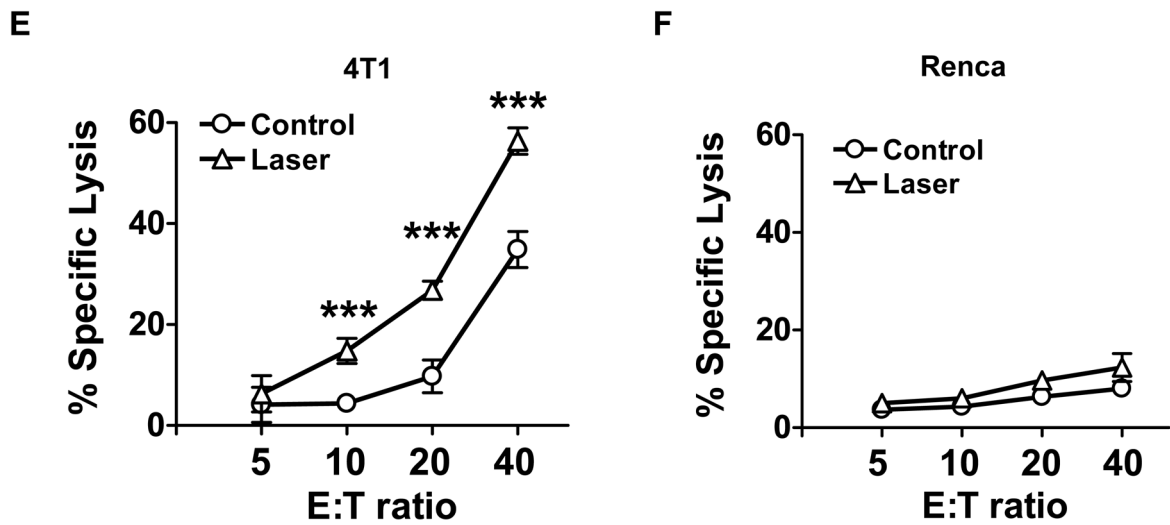 E
4T1
Control
Laser
***
***
***
% Specific Lysis
60
40
20
0
5 10 20 40
E:T ratio
F
Renca
Control
Laser
% Specific Lysis
60
40
20
0
5 10 20 40
E:T ratio